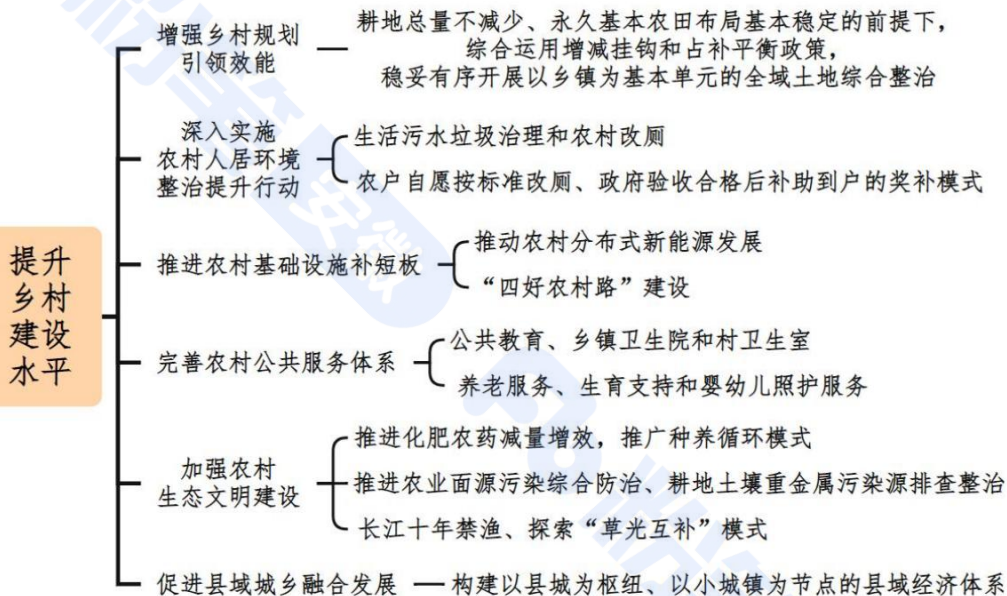 提升
乡村
建设
水平
增强乡村规划
引领效能
耕地总量不减少、永久基本农田布局基本稳定的前提下，
综合运用增减挂钩和占补平衡政策，
稳妥有序开展以乡镇为基本单元的全域土地综合整治
深入实施
农村人居环境
整治提升行动
生活污水垃圾治理和农村改厕
农户自愿按标准改厕、政府验收合格后补助到户的奖补模式
推进农村基础设施补短板
推动农村分布式新能源发展
“四好农村路”建设
完善农村公共服务体系
公共教育、乡镇卫生院和村卫生室
养老服务、生育支持和婴幼儿照护服务
加强农村
生态文明建设
推进化肥农药减量增效，推广种养循环模式
推进农业面源污染综合防治、耕地土壤重金属污染源排查整治
长江十年禁渔、探索“草光互补”模式
促进县域城乡融合发展
构建以县城为枢纽、以小城镇为节点的县域经济体系